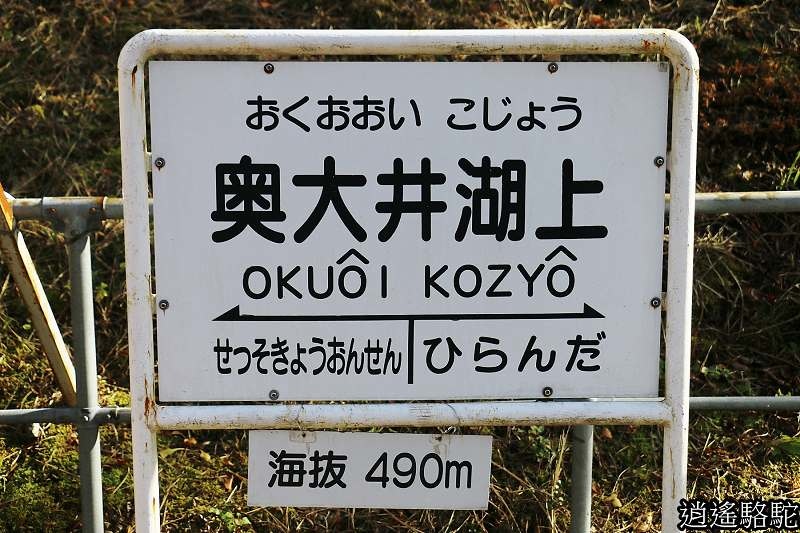 おくおおい こじょう
奥大井湖上
OKUÔI KOZYÔ
せっそきょうおんせん ひらんだ
海抜 490m
逍遙駱駝